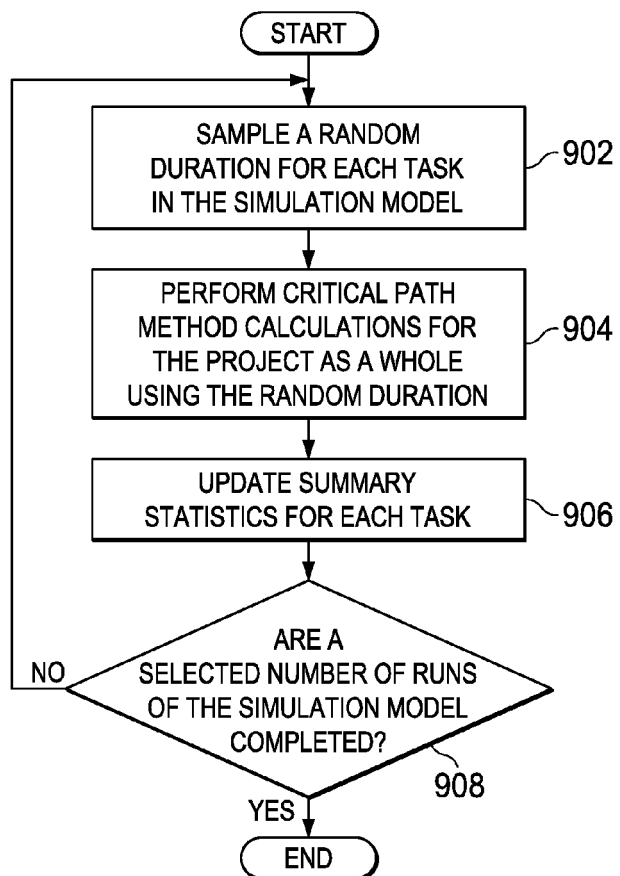 START
SAMPLE A RANDOM
DURATION FOR EACH TASK
IN THE SIMULATION MODEL
902
PERFORM CRITICAL PATH
METHOD CALCULATIONS FOR
THE PROJECT AS A WHOLE
USING THE RANDOM DURATION
904
UPDATE SUMMARY
STATISTICS FOR EACH TASK
906
ARE A
SELECTED NUMBER OF RUNS
OF THE SIMULATION MODEL
COMPLETED?
NO
908
YES
END